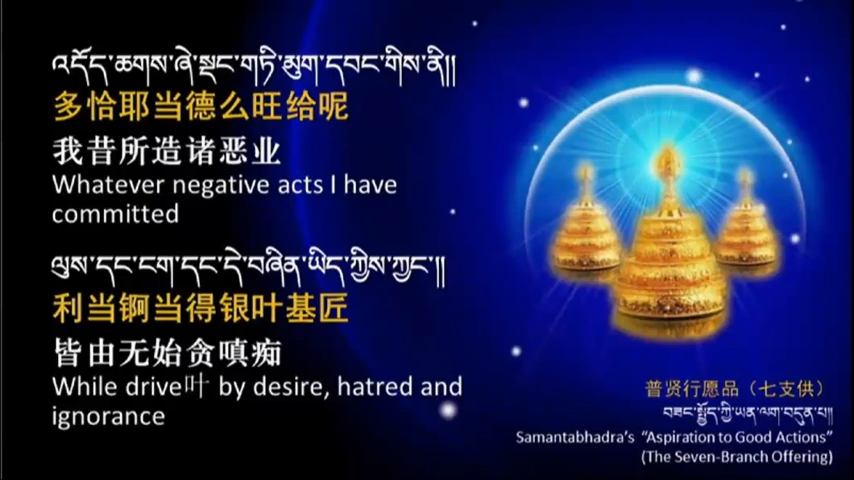 འདོད་ཆགས་ཞེ་སྡང་གཏི་མུག་དབང་གིས་ནི༎
多恰耶当德么旺给呢
我昔所造诸恶业
Whatever negative acts I have
committed
ལུས་དང་ངག་དང་དེ་བཞིན་ཡིད་ཀྱིས་ཀྱང་༎
利当锕当得银叶基匠
皆由无始贪嗔痴
While drive叶 by desire, hatred and
ignorance
普贤行愿品（七支供）
བཟང་སྤྱོད་ཀྱི་ཡན་ལག་བདུན་པ༎
Samantabhadra's “Aspiration to Good Actions”
(The Seven-Branch Offering)